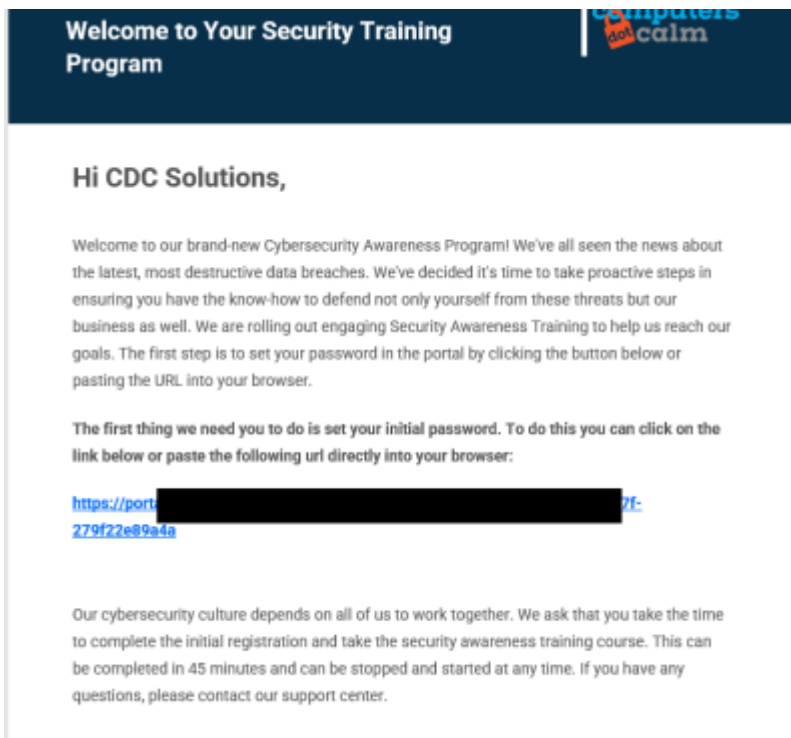 Welcome to Your Security Training
Program
computers
dot calm
Hi CDC Solutions,
Welcome to our brand-new Cybersecurity Awareness Program! We've all seen the news about
the latest, most destructive data breaches. We've decided it's time to take proactive steps in
ensuring you have the know-how to defend not only yourself from these threats but our
business as well. We are rolling out engaging Security Awareness Training to help us reach our
goals. The first step is to set your password in the portal by clicking the button below or
pasting the URL into your browser.
The first thing we need you to do is set your initial password. To do this you can click on the
link below or paste the following url directly into your browser:
https://port 7f-
279f22e89a4a
Our cybersecurity culture depends on all of us to work together. We ask that you take the time
to complete the initial registration and take the security awareness training course. This can
be completed in 45 minutes and can be stopped and started at any time. If you have any
questions, please contact our support center.